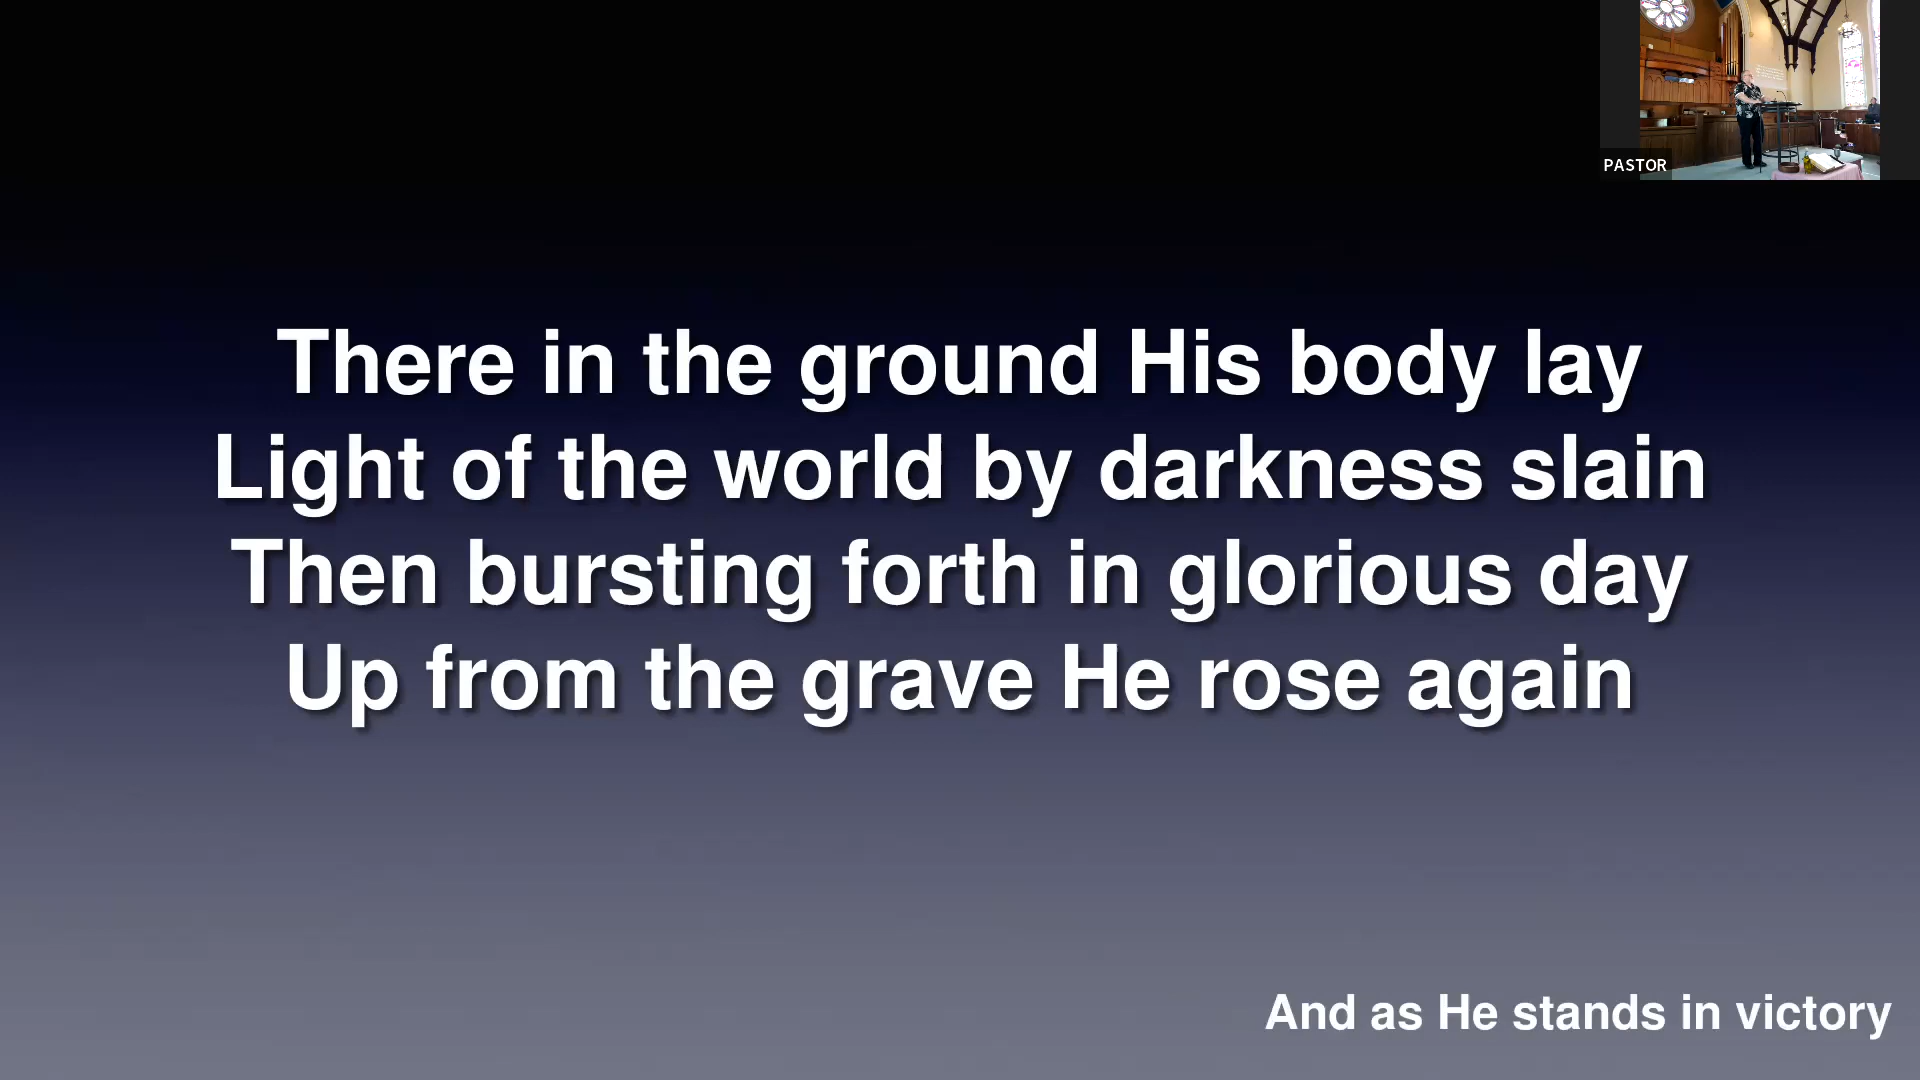 PASTOR
There in the ground His body lay
Light of the world by darkness slain
Then bursting forth in glorious day
Up from the grave He rose again
And as He stands in victory